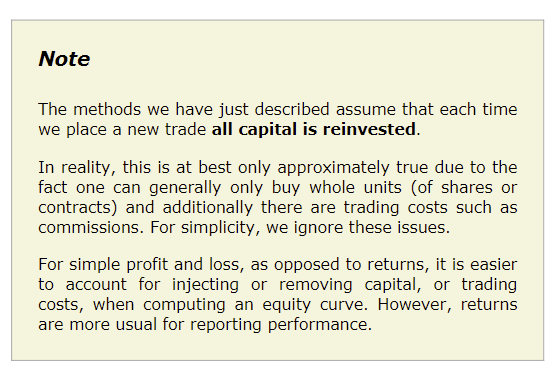 Note
The methods we have just described assume that each time
we place a new trade all capital is reinvested.
In reality, this is at best only approximately true due to the
fact one can generally only buy whole units (of shares or
contracts) and additionally there are trading costs such as
commissions. For simplicity, we ignore these issues.
For simple profit and loss, as opposed to returns, it is easier
to account for injecting or removing capital, or trading
costs, when computing an equity curve. However, returns
are more usual for reporting performance.